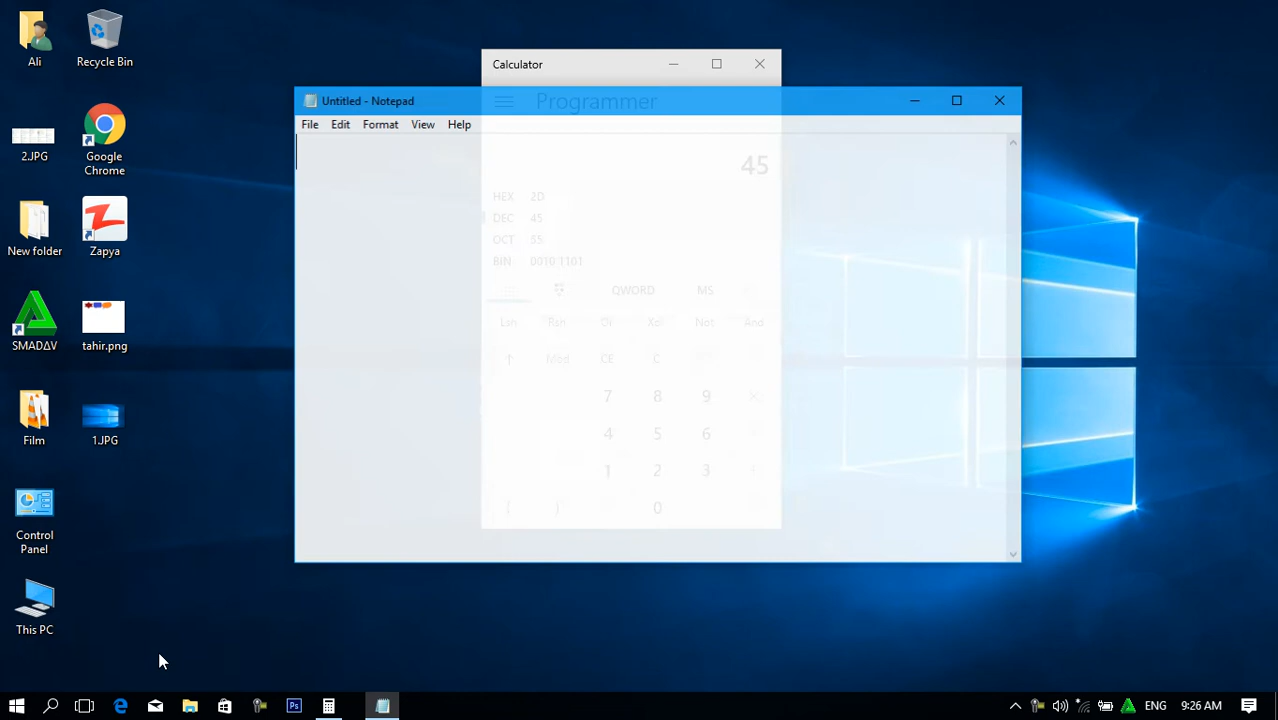 Ali
Recycle Bin
2.JPG
Google
Chrome
New folder
Zapya
SMADAV
tahir.png
Film
1.JPG
Control
Panel
This PC
Calculator
Untitled - Notepad
Programmer
File Edit Format View Help
45
HEX 2D
DEC 45
OCT 55
BIN 0010 1101
QWORD MS
Lsh Rsh Or Xor Not And
↑ Mod CE C
7 8 9 ×
4 5 6
1 2 3
( ) 0
Ps
ENG 9:26 AM